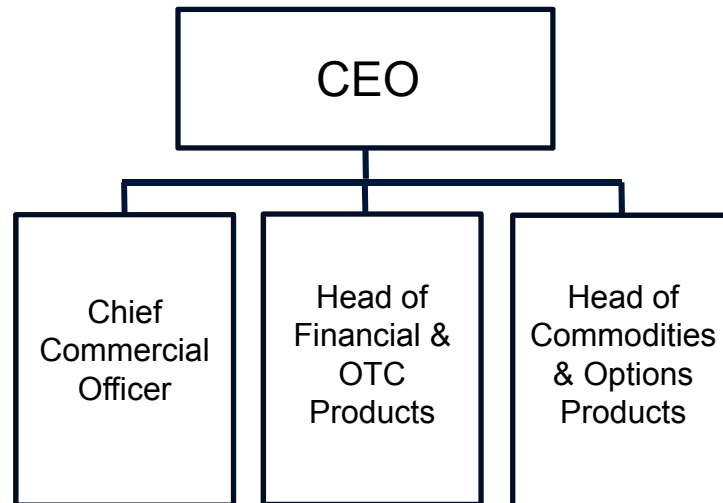 CEO
Chief
Commercial
Officer
Head of
Financial &
OTC
Products
Head of
Commodities
& Options
Products